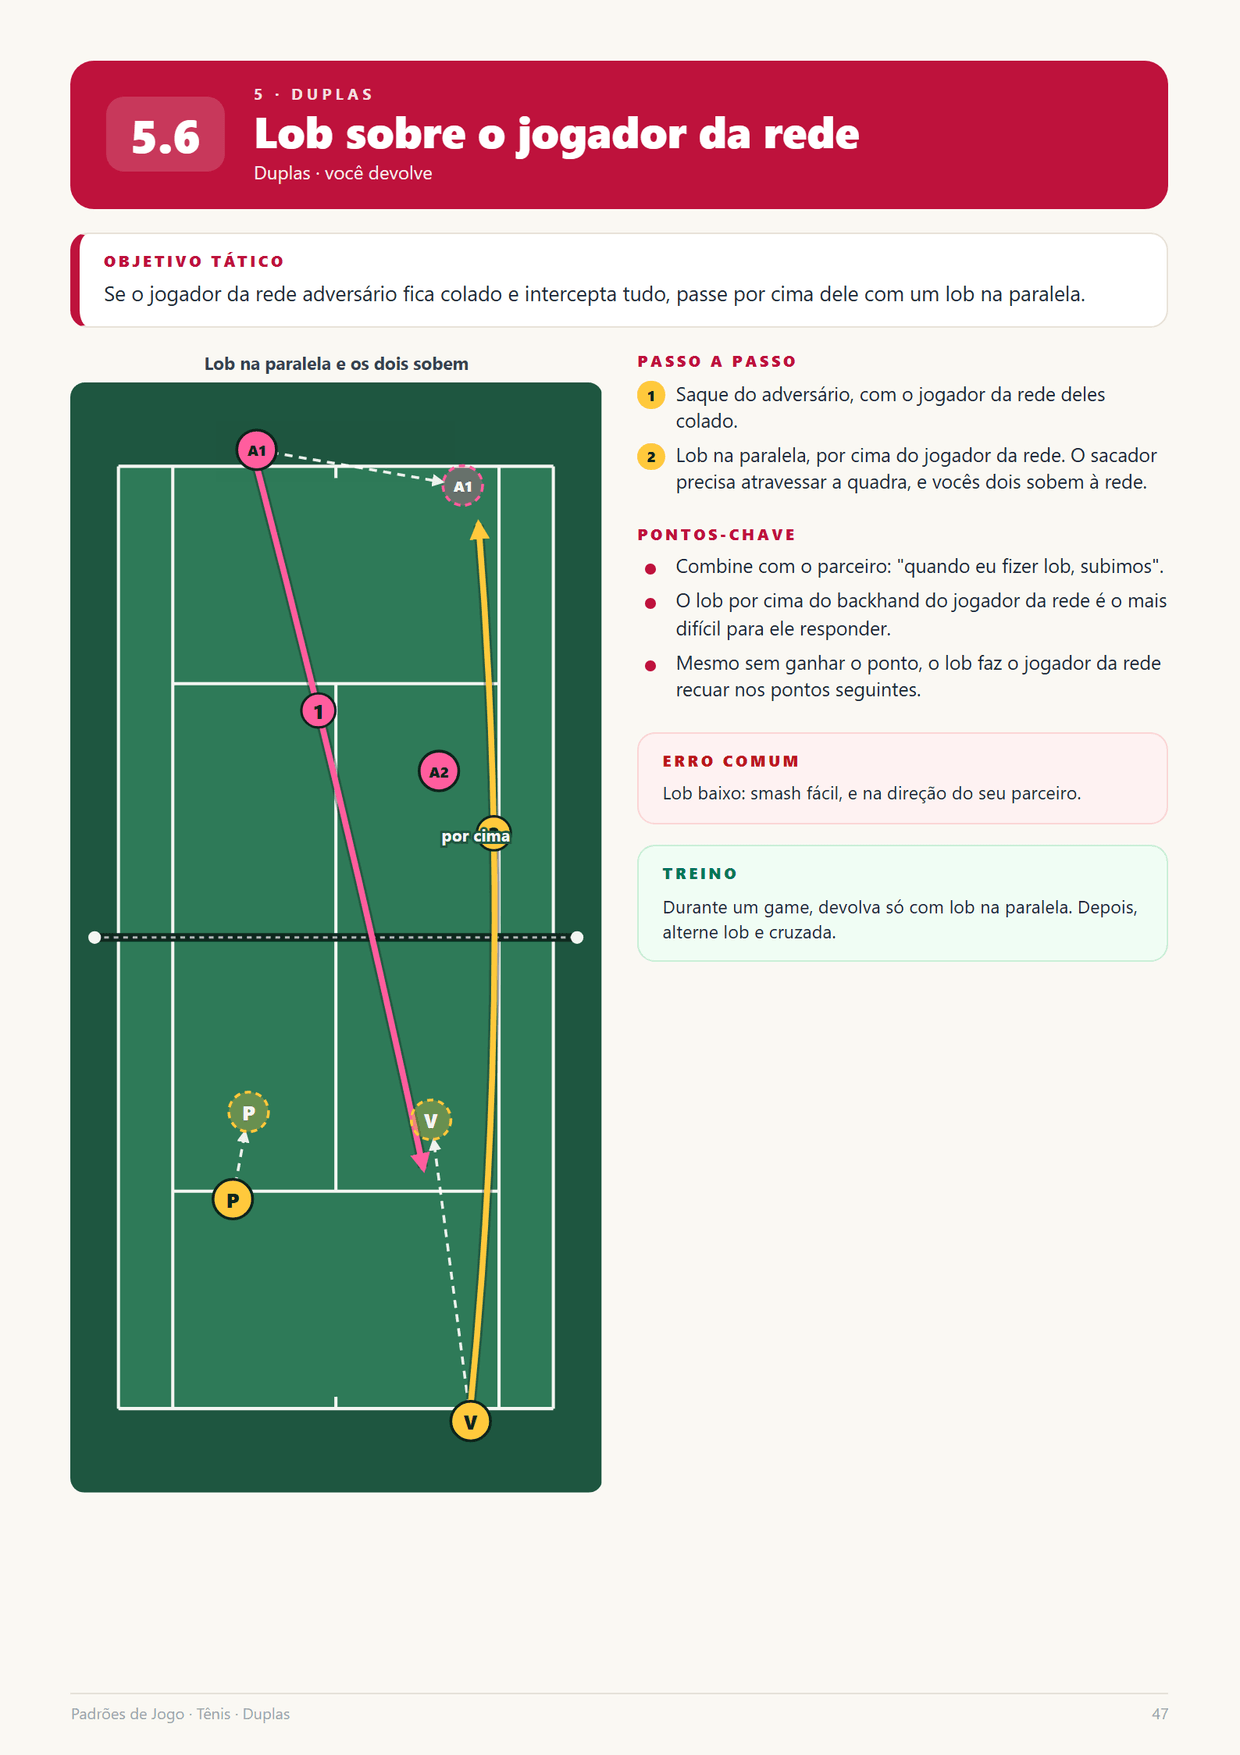 5 · DUPLAS
5.6
Lob sobre o jogador da rede
Duplas · você devolve
OBJETIVO TÁTICO
Se o jogador da rede adversário fica colado e intercepta tudo, passe por cima dele com um lob na paralela.
Lob na paralela e os dois sobem
A1
A1
1
A2
por cima
P
V
P
V
PASSO A PASSO
1 Saque do adversário, com o jogador da rede deles
colado.
2 Lob na paralela, por cima do jogador da rede. O sacador
precisa atravessar a quadra, e vocês dois sobem à rede.
PONTOS-CHAVE
Combine com o parceiro: "quando eu fizer lob, subimos".
O lob por cima do backhand do jogador da rede é o mais
difícil para ele responder.
Mesmo sem ganhar o ponto, o lob faz o jogador da rede
recuar nos pontos seguintes.
ERRO COMUM
Lob baixo: smash fácil, e na direção do seu parceiro.
TREINO
Durante um game, devolva só com lob na paralela. Depois,
alterne lob e cruzada.
Padrões de Jogo · Tênis · Duplas
47